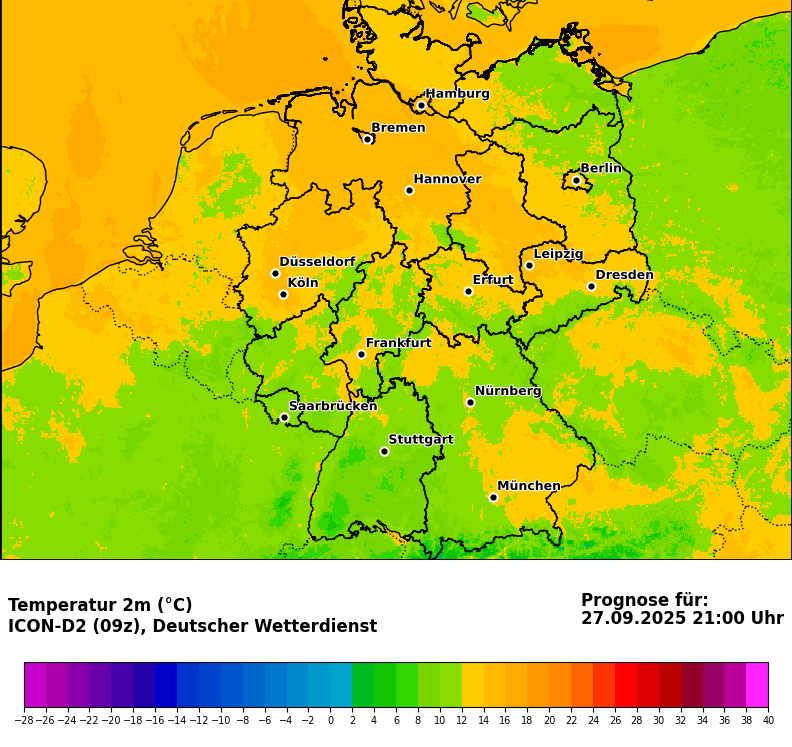 Hamburg
Bremen
Berlin
Hannover
Düsseldorf
Leipzig
Köln
Erfurt
Dresden
Frankfurt
Nürnberg
Saarbrücken
Stuttgart
München
Temperatur 2m (°C)
ICON-D2 (09z), Deutscher Wetterdienst
Prognose für:
27.09.2025 21:00 Uhr
−28 −26 −24 −22 −20 −18 −16 −14 −12 −10 −8 −6 −4 −2 0 2 4 6 8 10 12 14 16 18 20 22 24 26 28 30 32 34 36 38 40